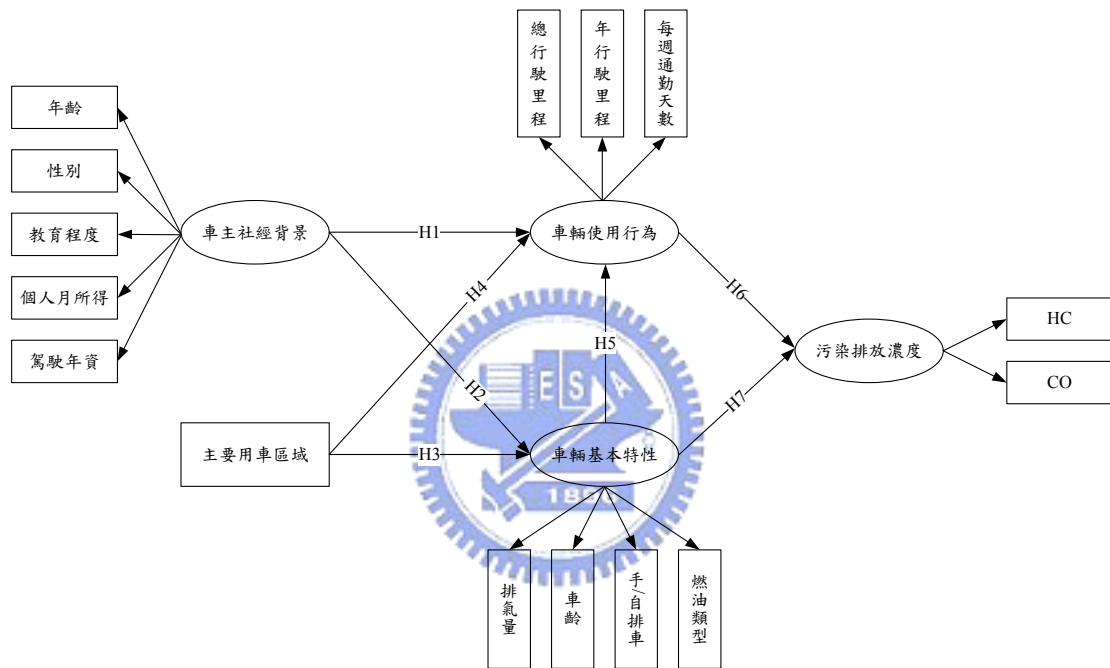 總行駛里程
年行駛里程
每週通勤天數
年齡
性別
教育程度
個人月所得
駕駛年資
車主社經背景
H1
車輛使用行為
H4
H6
H5
HC
污染排放濃度
CO
H2
H7
主要用車區域
H3
車輛基本特性
E S A
1896
排氣量
車齡
手/自排車
燃油類型